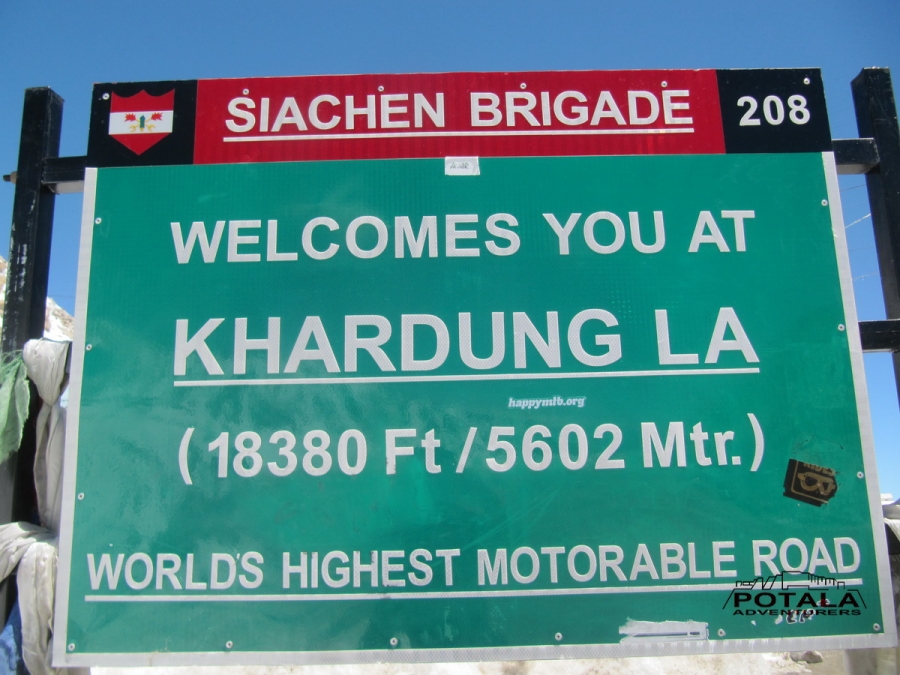 SIACHEN BRIGADE
208
WELCOMES YOU AT
KHARDUNG LA
happymtb.org
(18380 Ft/5602 Mtr.)
WORLD'S HIGHEST MOTORABLE ROAD
POTALA
ADVENTURERS